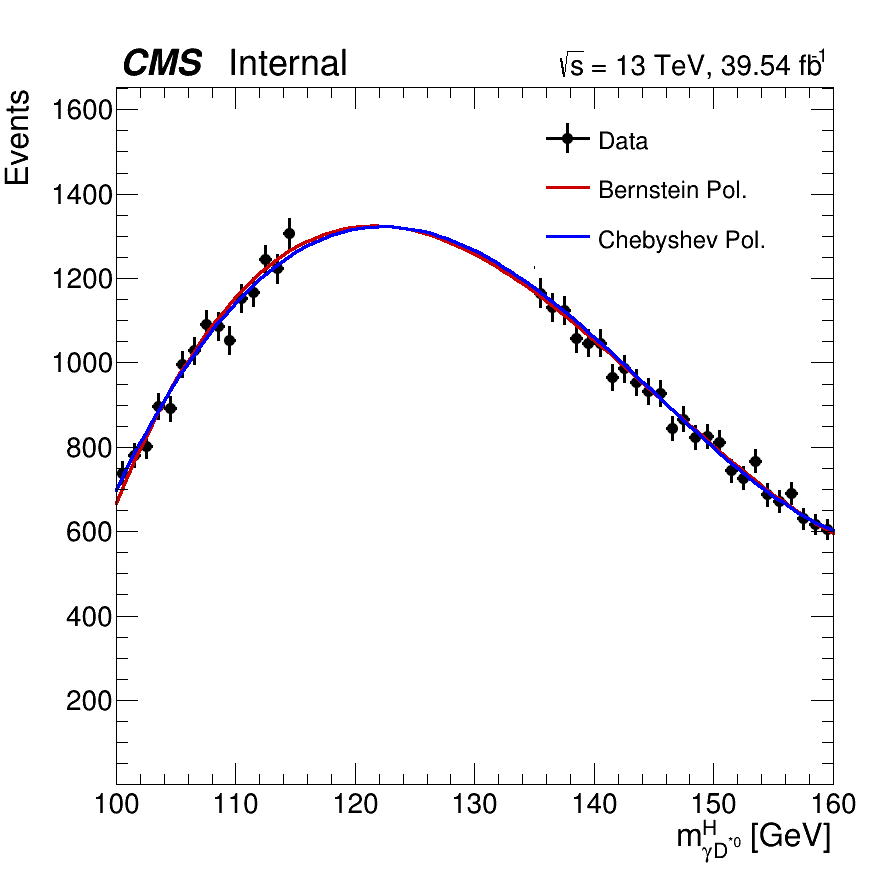 CMS Internal
√s = 13 TeV, 39.54 fb⁻¹
Events
1600
1400
1200
1000
800
600
400
200
Data
Bernstein Pol.
Chebyshev Pol.
100 110 120 130 140 150 160
m^H_γD*0 [GeV]